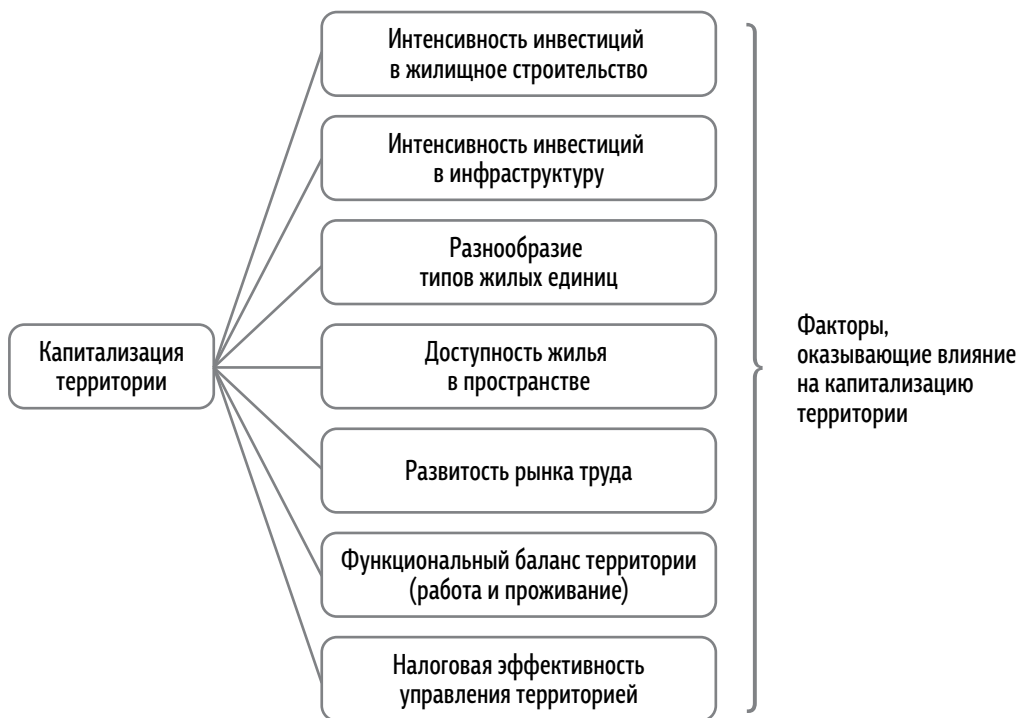 Интенсивность инвестиций
в жилищное строительство
Интенсивность инвестиций
в инфраструктуру
Разнообразие
типов жилых единиц
Капитализация
территории
Доступность жилья
в пространстве
Развитость рынка труда
Функциональный баланс территории
(работа и проживание)
Налоговая эффективность
управления территорией
Факторы,
оказывающие влияние
на капитализацию
территории